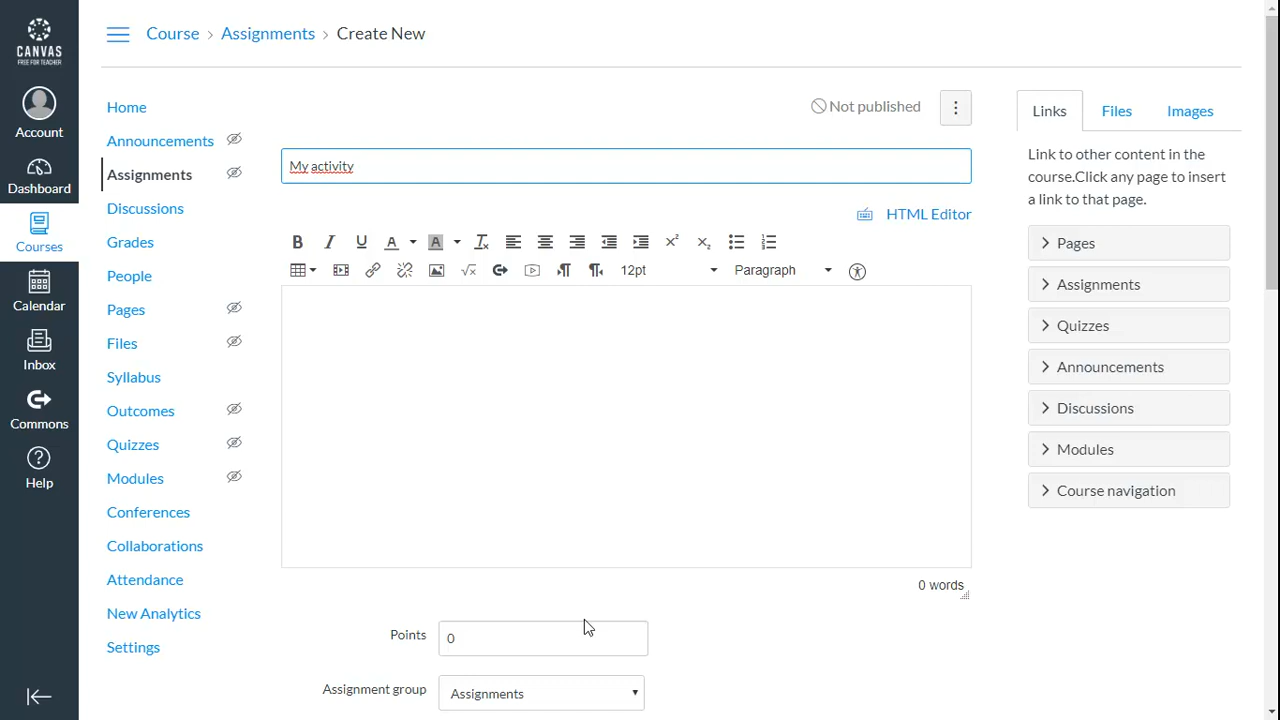 CANVAS
FREE FOR TEACHER
Account
Dashboard
Courses
Calendar
Inbox
Commons
Help
Course > Assignments > Create New
Home
Announcements
Assignments
Discussions
Grades
People
Pages
Files
Syllabus
Outcomes
Quizzes
Modules
Conferences
Collaborations
Attendance
New Analytics
Settings
Not published
My activity
HTML Editor
B I U A A
12pt Paragraph
0 words
Points 0
Assignment group Assignments
Links Files Images
Link to other content in the
course.Click any page to insert
a link to that page.
Pages
Assignments
Quizzes
Announcements
Discussions
Modules
Course navigation